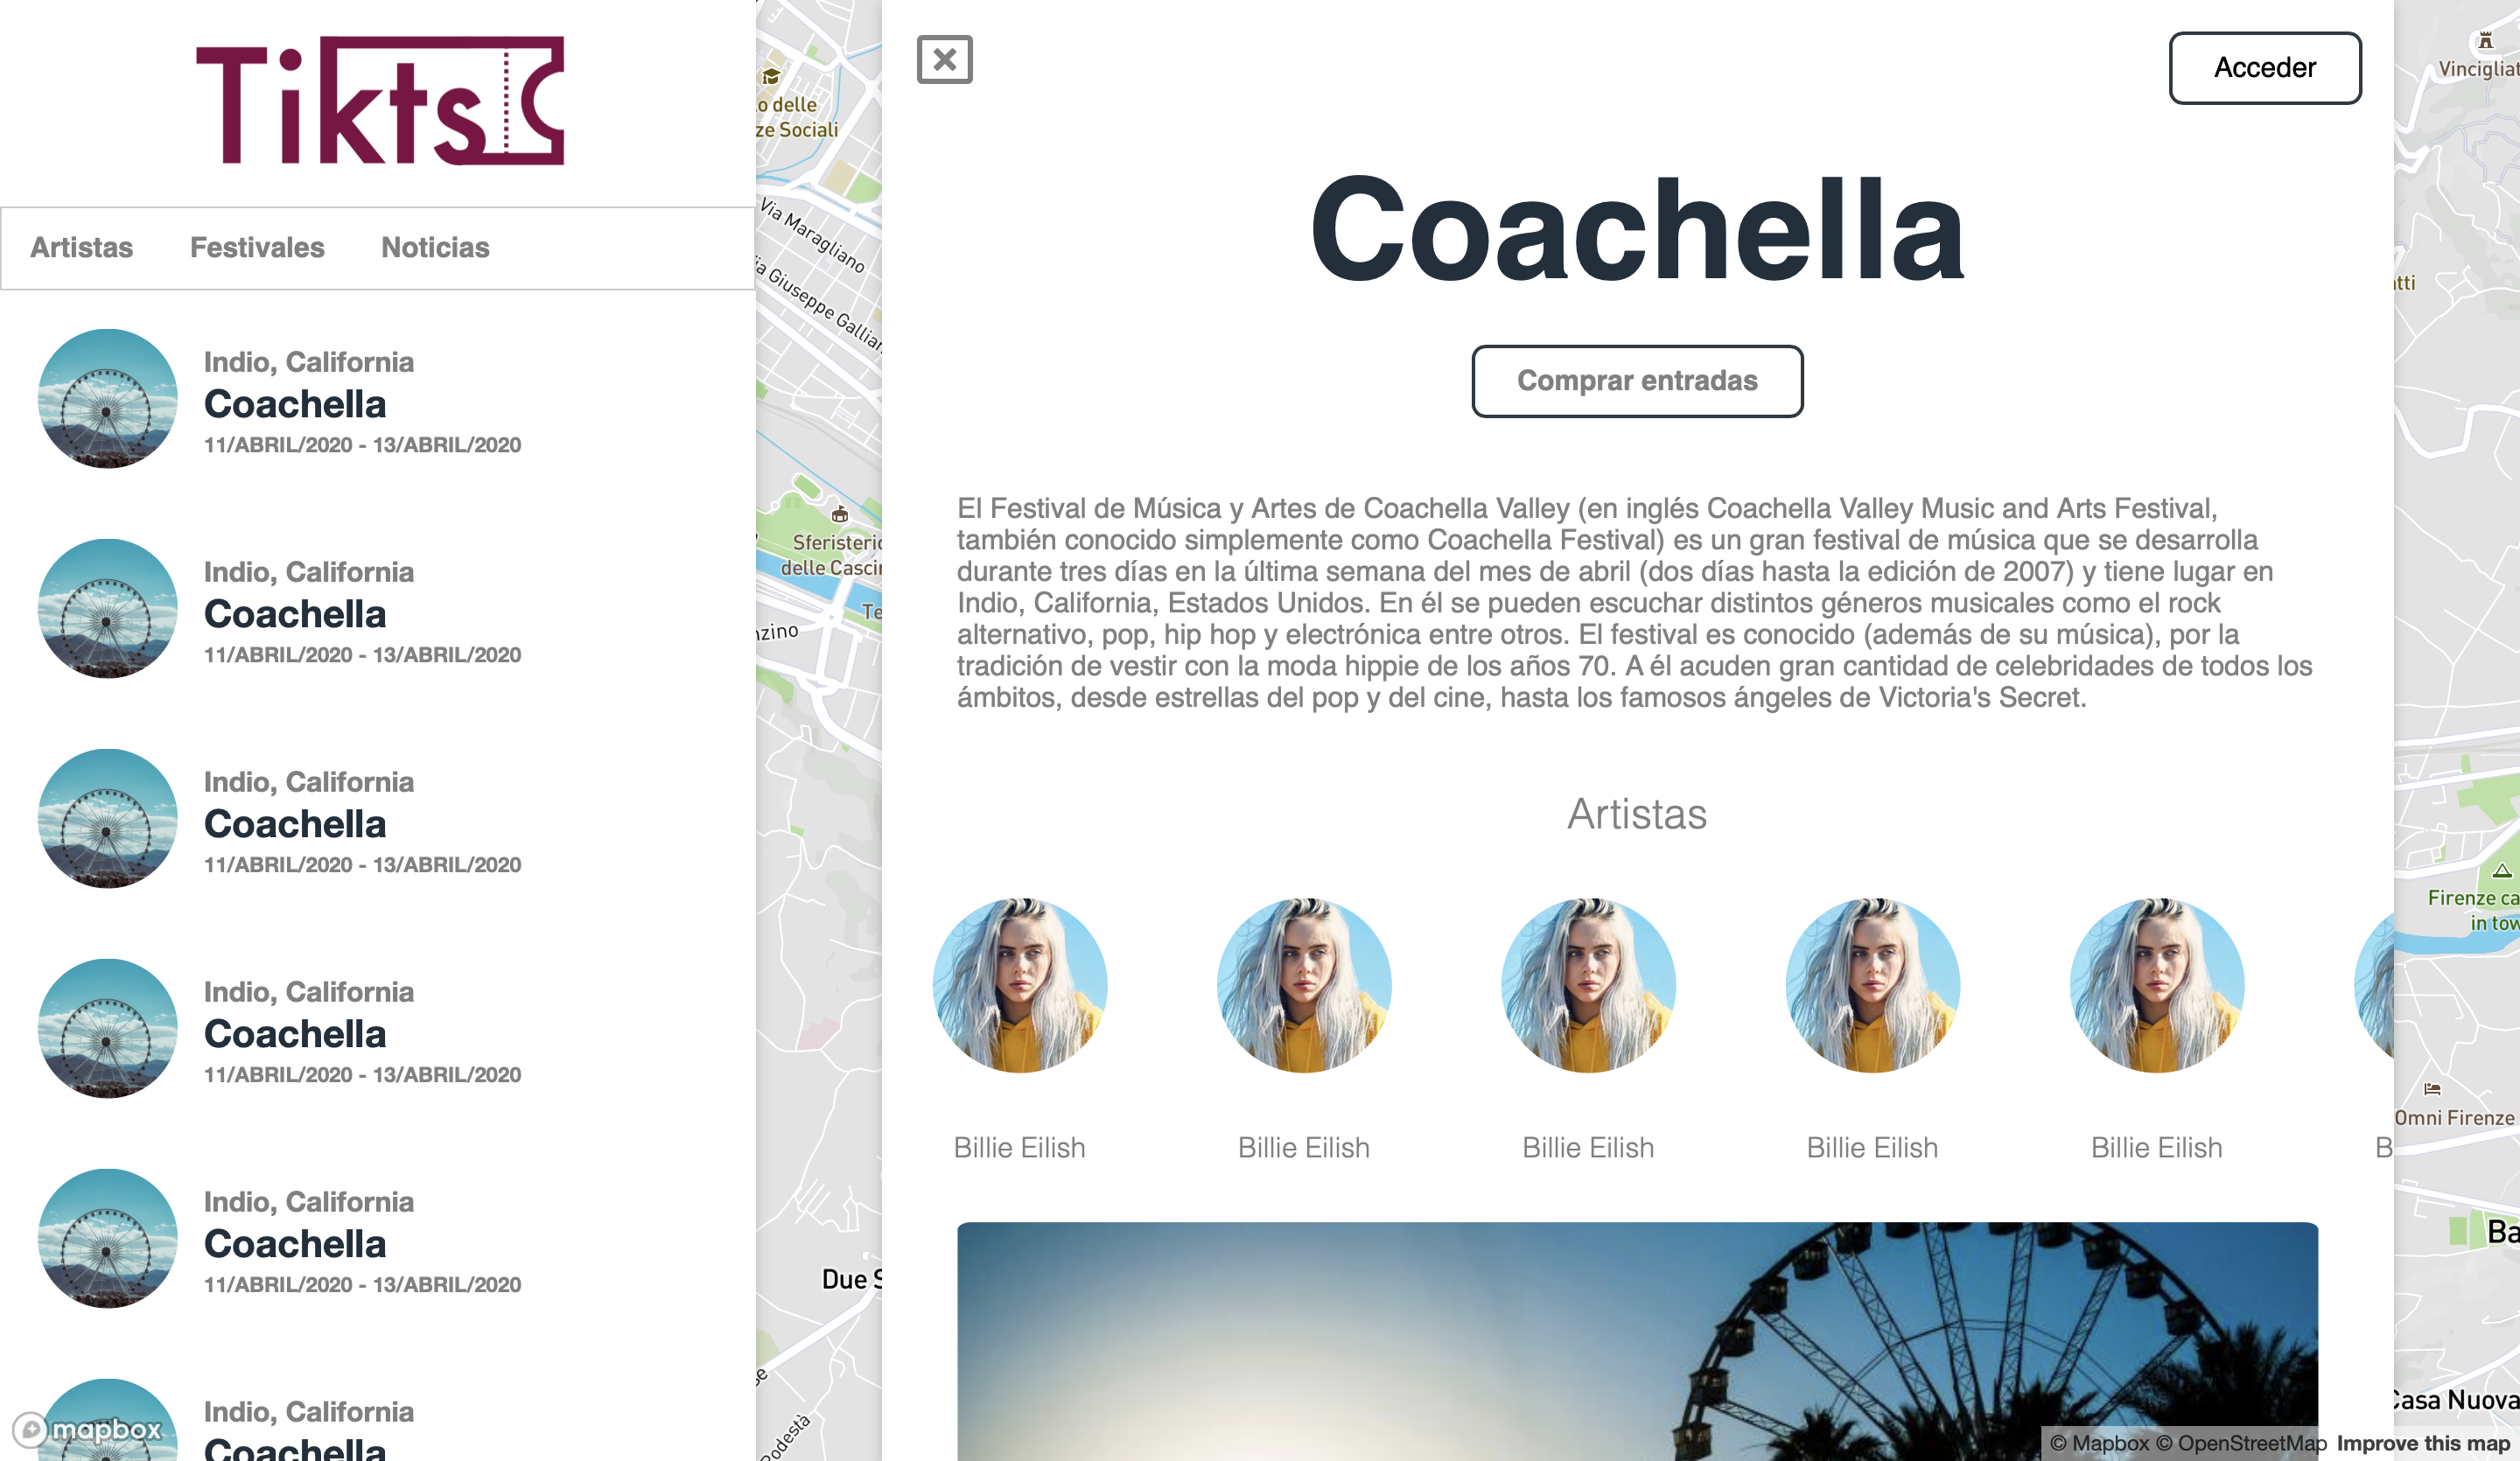 Tikts
Artistas
Festivales
Noticias
Indio, California
Coachella
11/ABRIL/2020 - 13/ABRIL/2020
Indio, California
Coachella
11/ABRIL/2020 - 13/ABRIL/2020
Indio, California
Coachella
11/ABRIL/2020 - 13/ABRIL/2020
Indio, California
Coachella
11/ABRIL/2020 - 13/ABRIL/2020
Indio, California
Coachella
11/ABRIL/2020 - 13/ABRIL/2020
Indio, California
Coachella
mapbox
o delle
ze Sociali
Via Maragliano
ia Giuseppe Gallian
Sferisterio
delle Cascin
Te
nzino
Due S
Podestà
Acceder
Coachella
Comprar entradas
El Festival de Música y Artes de Coachella Valley (en inglés Coachella Valley Music and Arts Festival,
también conocido simplemente como Coachella Festival) es un gran festival de música que se desarrolla
durante tres días en la última semana del mes de abril (dos días hasta la edición de 2007) y tiene lugar en
Indio, California, Estados Unidos. En él se pueden escuchar distintos géneros musicales como el rock
alternativo, pop, hip hop y electrónica entre otros. El festival es conocido (además de su música), por la
tradición de vestir con la moda hippie de los años 70. A él acuden gran cantidad de celebridades de todos los
ámbitos, desde estrellas del pop y del cine, hasta los famosos ángeles de Victoria's Secret.
Artistas
Billie Eilish
Billie Eilish
Billie Eilish
Billie Eilish
Billie Eilish
B
Vincigliat
tti
Firenze ca
in tow
Omni Firenze
Ba
Casa Nuova
© Mapbox © OpenStreetMap Improve this map